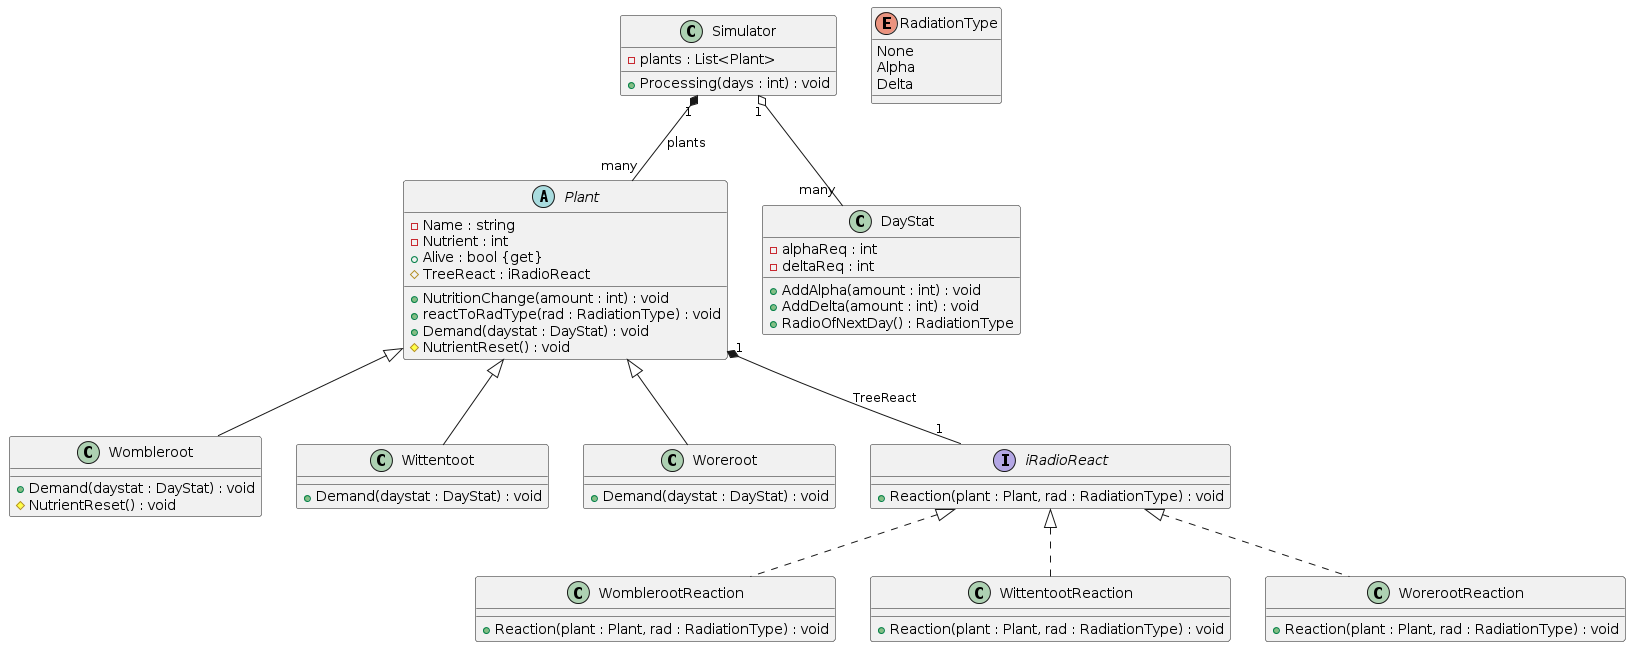 C Simulator
plants : List<Plant>
Processing(days : int) : void
E RadiationType
None
Alpha
Delta
1
1
plants
many
many
A Plant
Name : string
Nutrient : int
Alive : bool {get}
TreeReact : iRadioReact
NutritionChange(amount : int) : void
reactToRadType(rad : RadiationType) : void
Demand(daystat : DayStat) : void
NutrientReset() : void
C DayStat
alphaReq : int
deltaReq : int
AddAlpha(amount : int) : void
AddDelta(amount : int) : void
RadioOfNextDay() : RadiationType
1
TreeReact
1
C Wombleroot
Demand(daystat : DayStat) : void
NutrientReset() : void
C Wittentoot
Demand(daystat : DayStat) : void
C Woreroot
Demand(daystat : DayStat) : void
I iRadioReact
Reaction(plant : Plant, rad : RadiationType) : void
C WomblerootReaction
Reaction(plant : Plant, rad : RadiationType) : void
C WittentootReaction
Reaction(plant : Plant, rad : RadiationType) : void
C WorerootReaction
Reaction(plant : Plant, rad : RadiationType) : void